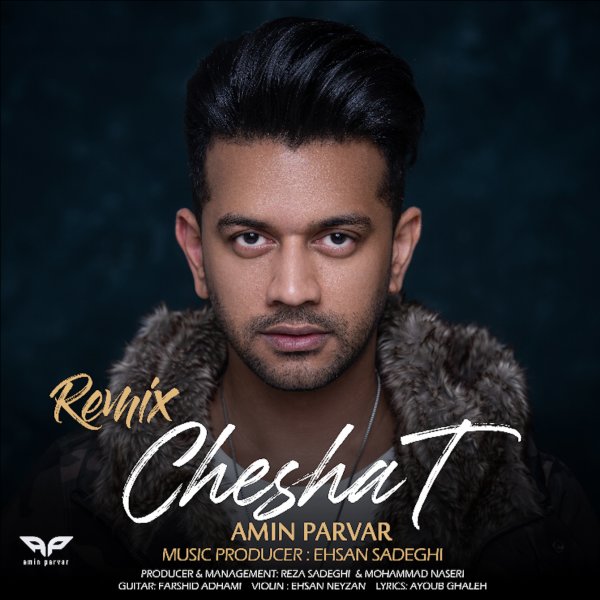 Remix
CheshaT
AMIN PARVAR
MUSIC PRODUCER : EHSAN SADEGHI
AP
amin parvar
PRODUCER & MANAGEMENT: REZA SADEGHI & MOHAMMAD NASERI
GUITAR: FARSHID ADHAMI VIOLIN : EHSAN NEYZAN LYRICS: AYOUB GHALEH